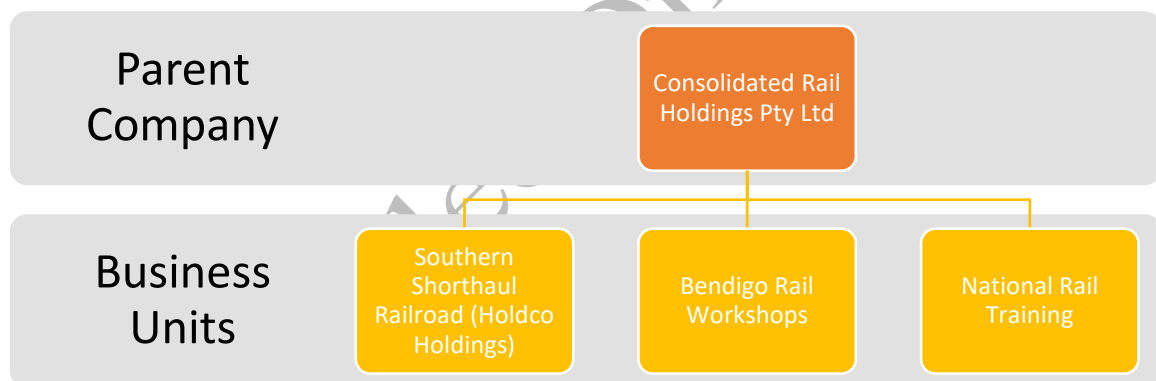 Parent
Company
Consolidated Rail
Holdings Pty Ltd
Business
Units
Southern
Shorthaul
Railroad (Holdco
Holdings)
Bendigo Rail
Workshops
National Rail
Training